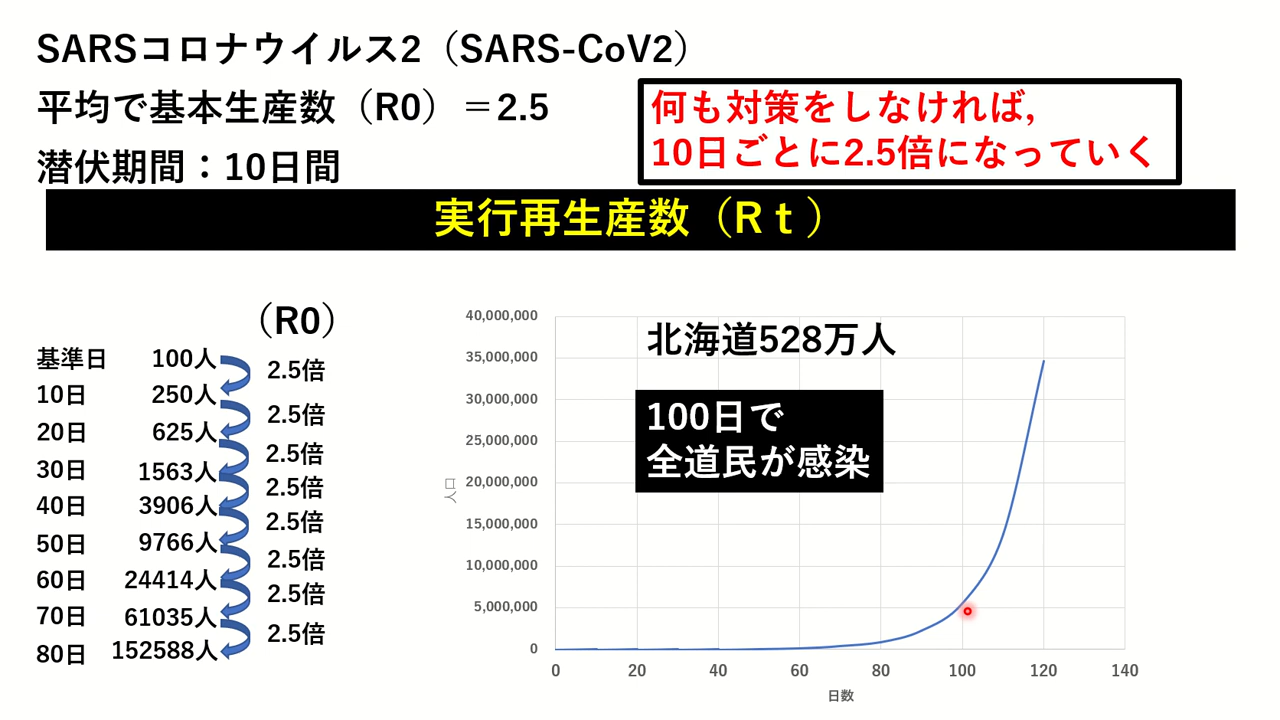 SARSコロナウイルス2（SARS-CoV2）
平均で基本生産数（R0）＝2.5
潜伏期間：10日間
何も対策をしなければ,
10日ごとに2.5倍になっていく
実行再生産数（Rｔ）
（R0）
基準日 100人
2.5倍
10日 250人
2.5倍
20日 625人
2.5倍
30日 1563人
2.5倍
40日 3906人
2.5倍
50日 9766人
2.5倍
60日 24414人
2.5倍
70日 61035人
2.5倍
80日 152588人
北海道528万人
100日で
全道民が感染
人口
40,000,000
35,000,000
30,000,000
25,000,000
20,000,000
15,000,000
10,000,000
5,000,000
0
0 20 40 60 80 100 120 140
日数